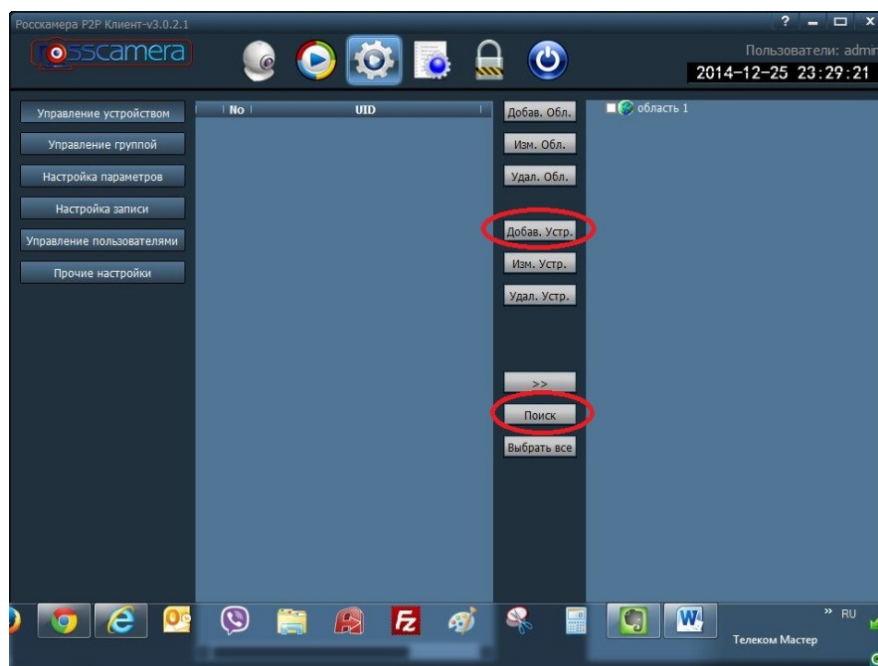 Росскамера P2P Клиент-v3.0.2.1
rosscamera
Пользователи: admin
2014-12-25 23:29:21
Управление устройством
Управление группой
Настройка параметров
Настройка записи
Управление пользователями
Прочие настройки
No UID
Добав. Обл.
Изм. Обл.
Удал. Обл.
Добав. Устр.
Изм. Устр.
Удал. Устр.
>>
Поиск
Выбрать все
область 1
Fz
W
» RU
Телеком Мастер